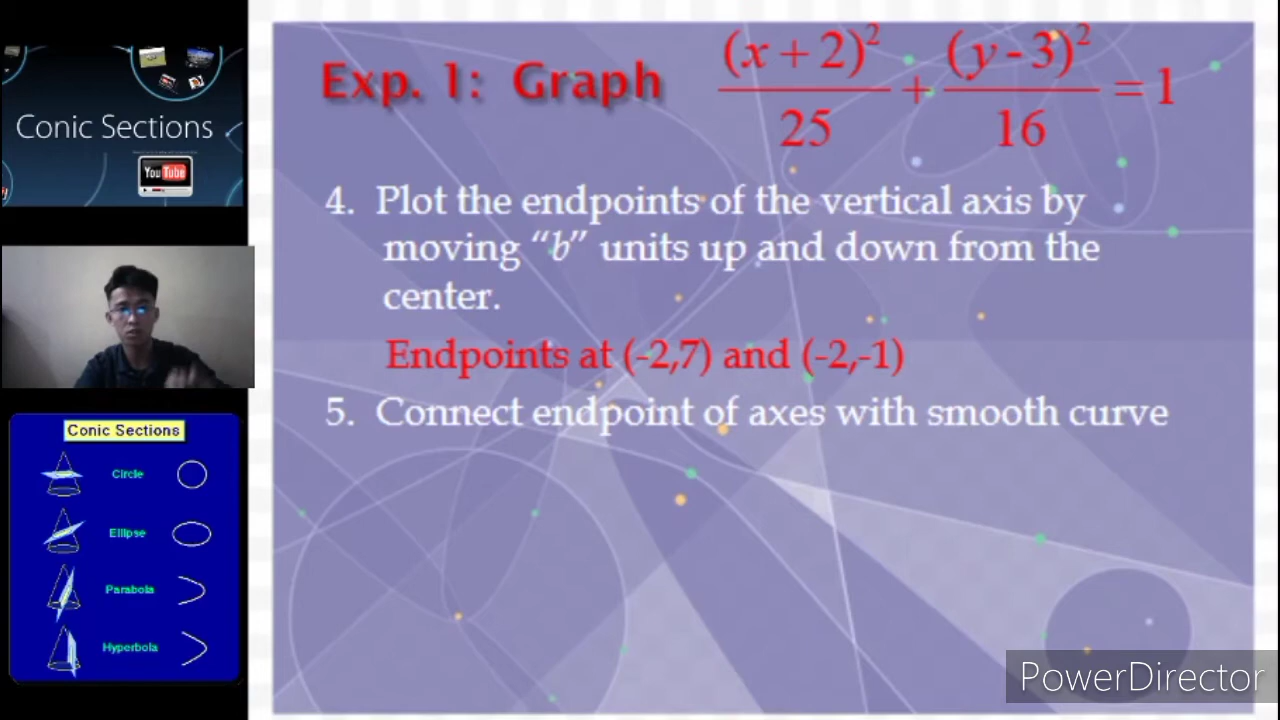 Conic Sections
You Tube
Conic Sections
Circle
Ellipse
Parabola
Hyperbola
Exp. 1: Graph (x + 2)²/25 + (y - 3)²/16 = 1
4. Plot the endpoints of the vertical axis by
moving “b” units up and down from the
center.
Endpoints at (-2,7) and (-2,-1)
5. Connect endpoint of axes with smooth curve
PowerDirector